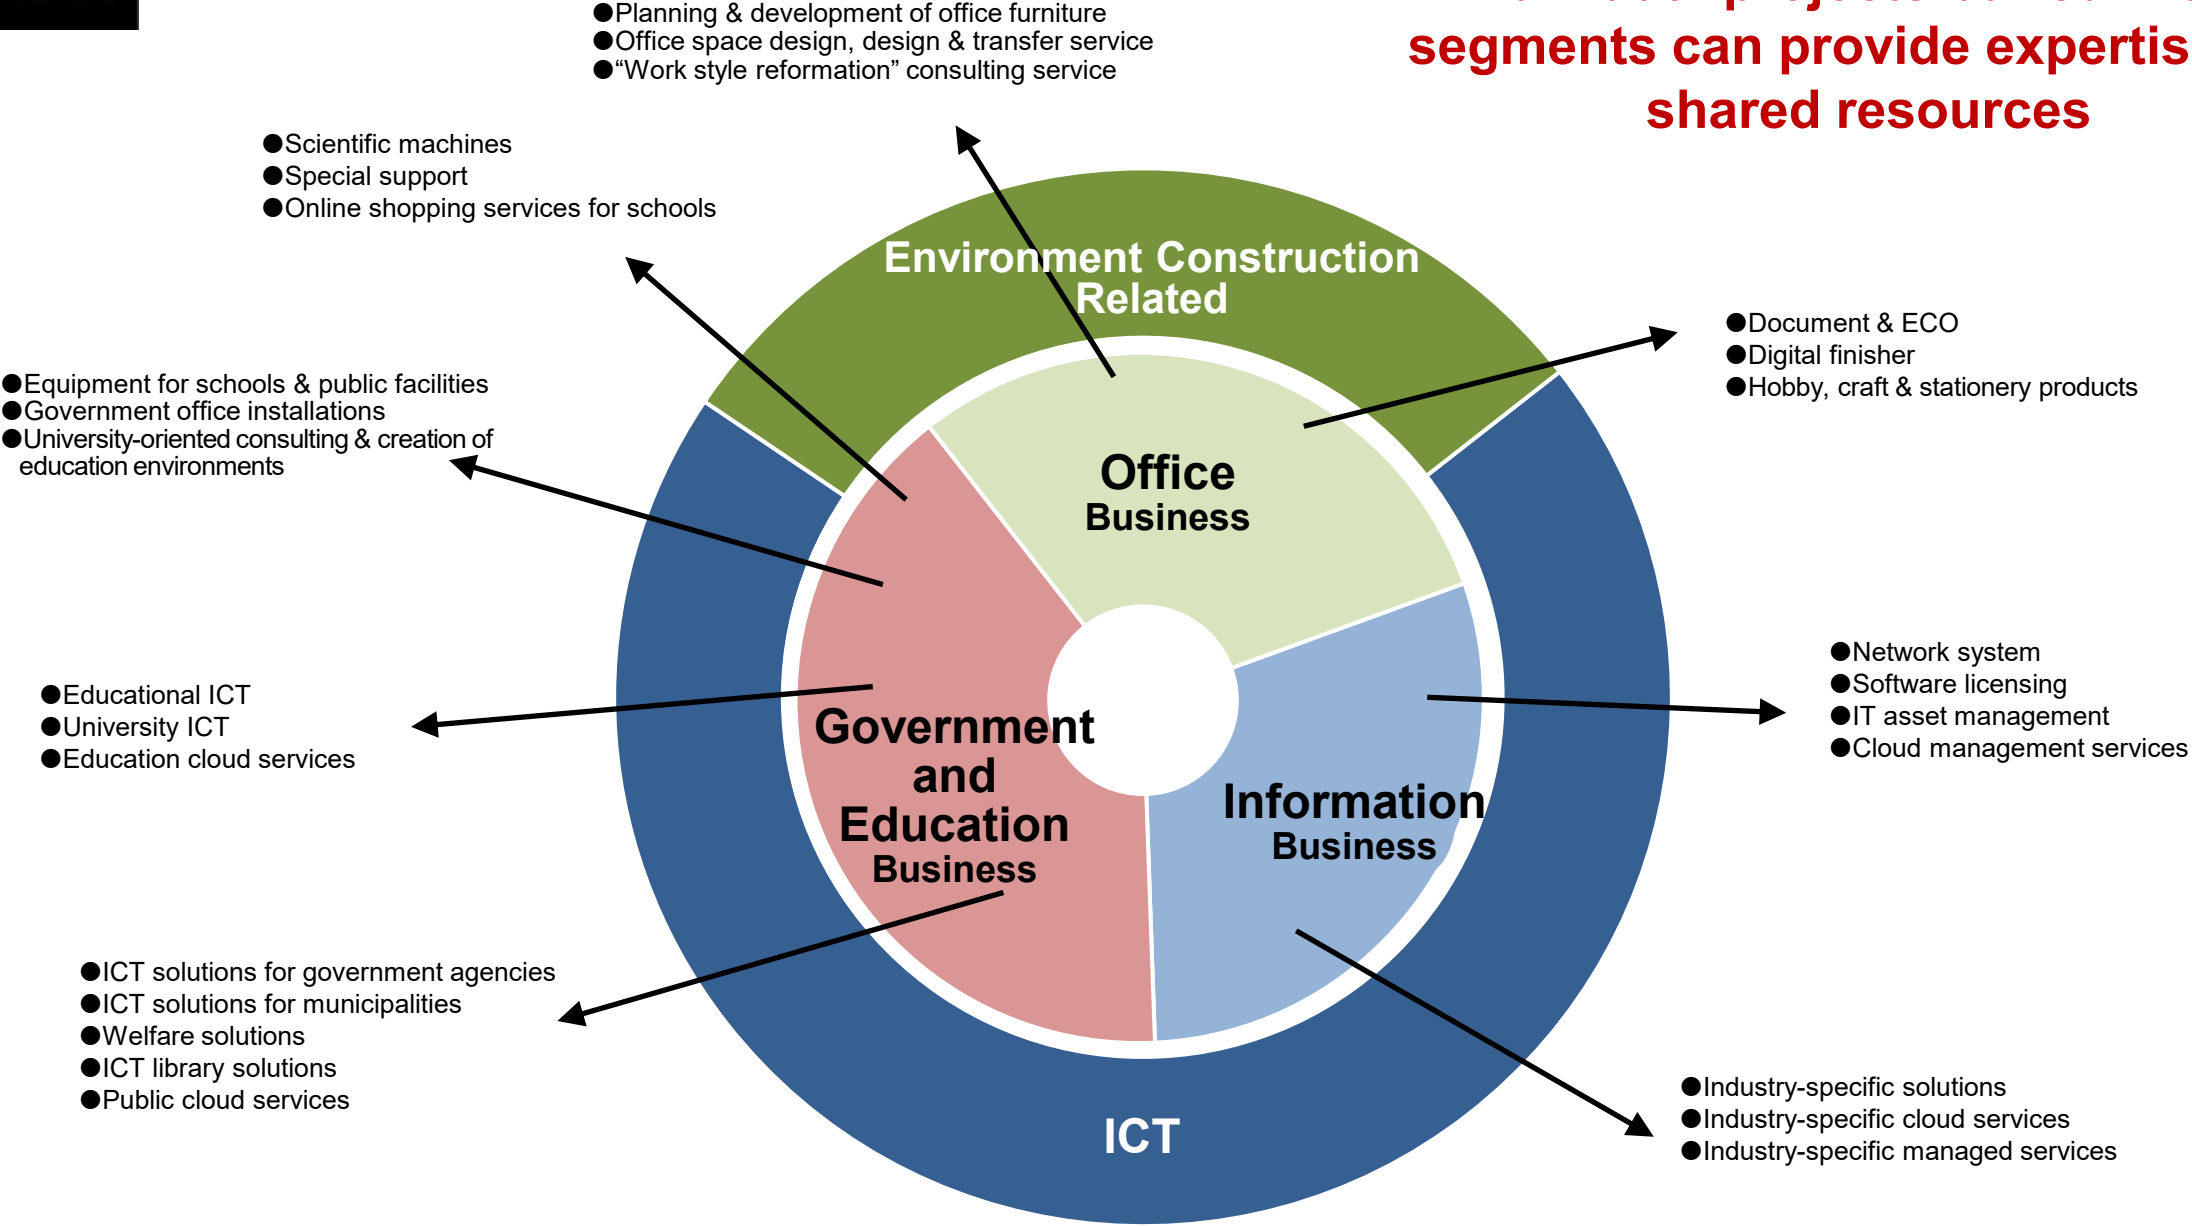 ●Planning & development of office furniture
●Office space design, design & transfer service
●“Work style reformation” consulting service
segments can provide
shared resources
●Scientific machines
●Special support
●Online shopping services for schools
Environment Construction
Related
●Document & ECO
●Digital finisher
●Hobby, craft & stationery products
●Equipment for schools & public facilities
●Government office installations
●University-oriented consulting & creation of
education environments
Office
Business
●Network system
●Software licensing
●IT asset management
●Cloud management services
●Educational ICT
●University ICT
●Education cloud services
Government
and
Education
Business
Information
Business
●ICT solutions for government agencies
●ICT solutions for municipalities
●Welfare solutions
●ICT library solutions
●Public cloud services
ICT
●Industry-specific solutions
●Industry-specific cloud services
●Industry-specific managed services